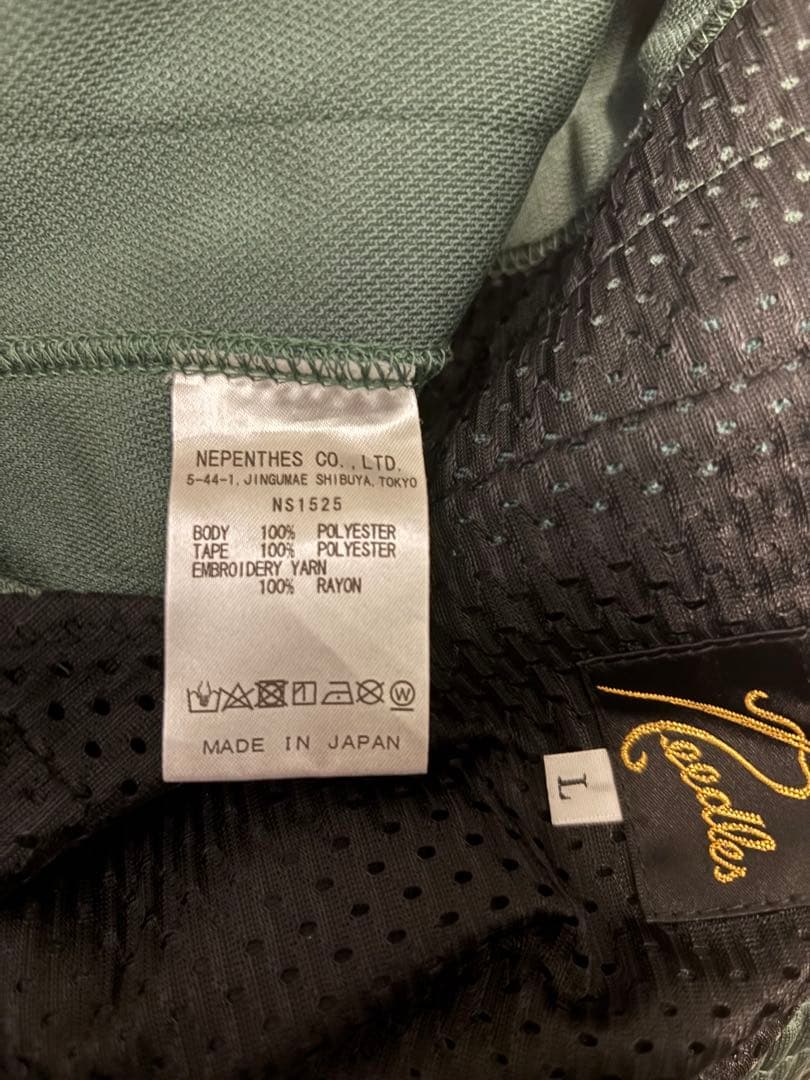 NEPENTHES CO.,LTD.
5-44-1, JINGUMAE SHIBUYA, TOKYO
NS1525
BODY 100% POLYESTER
TAPE 100% POLYESTER
EMBROIDERY YARN
100% RAYON
W
MADE IN JAPAN
L
Needles